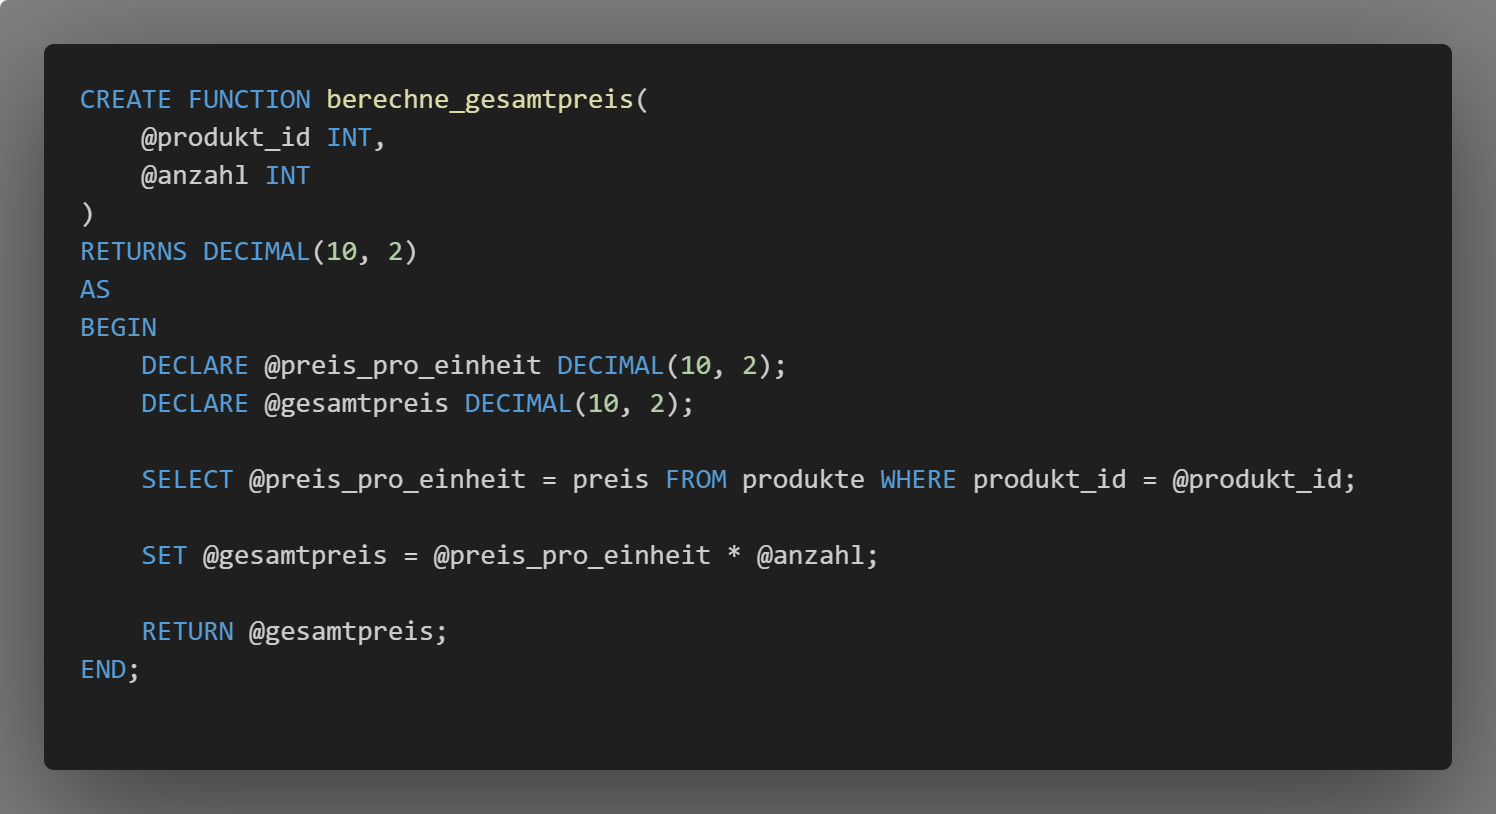 CREATE FUNCTION berechne_gesamtpreis(
    @produkt_id INT,
    @anzahl INT
)
RETURNS DECIMAL(10, 2)
AS
BEGIN
    DECLARE @preis_pro_einheit DECIMAL(10, 2);
    DECLARE @gesamtpreis DECIMAL(10, 2);

    SELECT @preis_pro_einheit = preis FROM produkte WHERE produkt_id = @produkt_id;

    SET @gesamtpreis = @preis_pro_einheit * @anzahl;

    RETURN @gesamtpreis;
END;